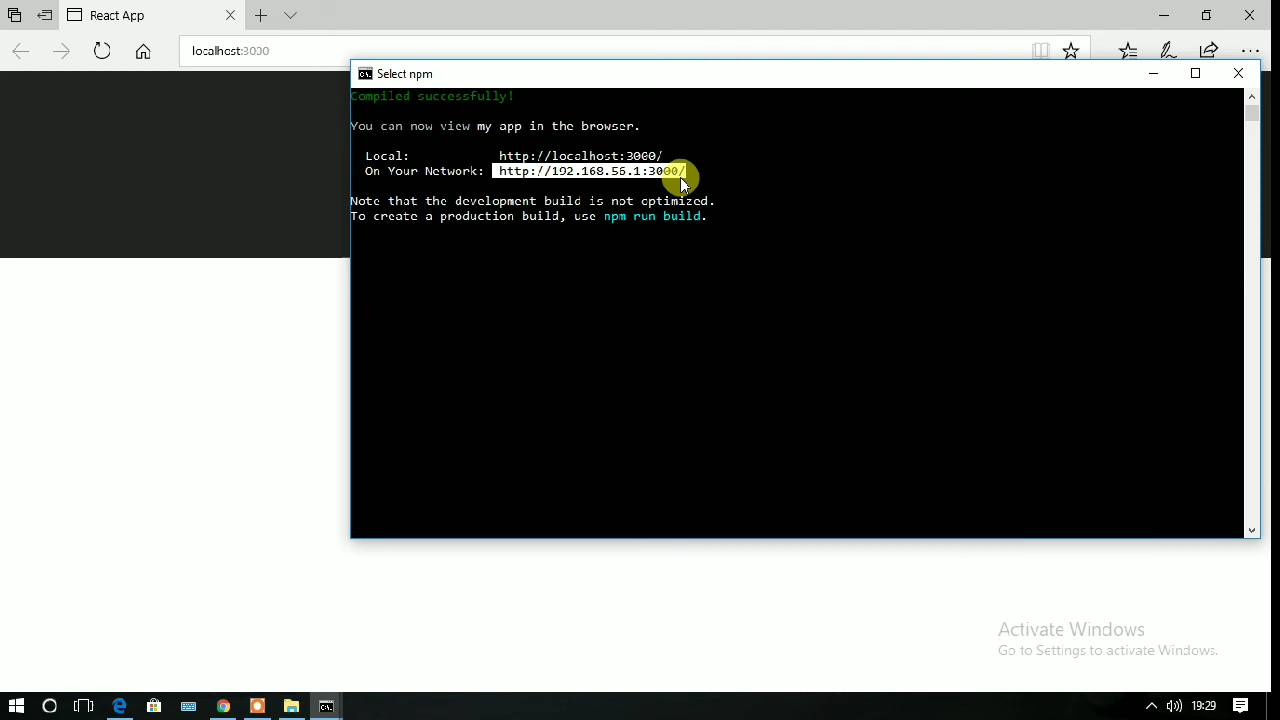 React App
localhost:3000
Select npm
Compiled successfully!
You can now view my app in the browser.
Local: http://localhost:3000/
On Your Network: http://192.168.56.1:3000/
Note that the development build is not optimized.
To create a production build, use npm run build.
Activate Windows
Go to Settings to activate Windows.
19:29